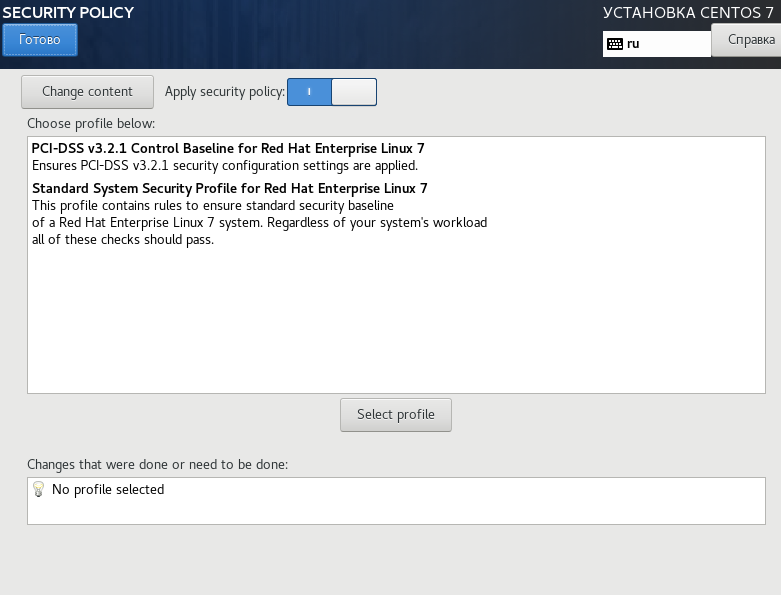 SECURITY POLICY
УСТАНОВКА CENTOS 7
Готово
ru
Справка
Change content
Apply security policy:
Choose profile below:
PCI-DSS v3.2.1 Control Baseline for Red Hat Enterprise Linux 7
Ensures PCI-DSS v3.2.1 security configuration settings are applied.
Standard System Security Profile for Red Hat Enterprise Linux 7
This profile contains rules to ensure standard security baseline
of a Red Hat Enterprise Linux 7 system. Regardless of your system's workload
all of these checks should pass.
Select profile
Changes that were done or need to be done:
No profile selected